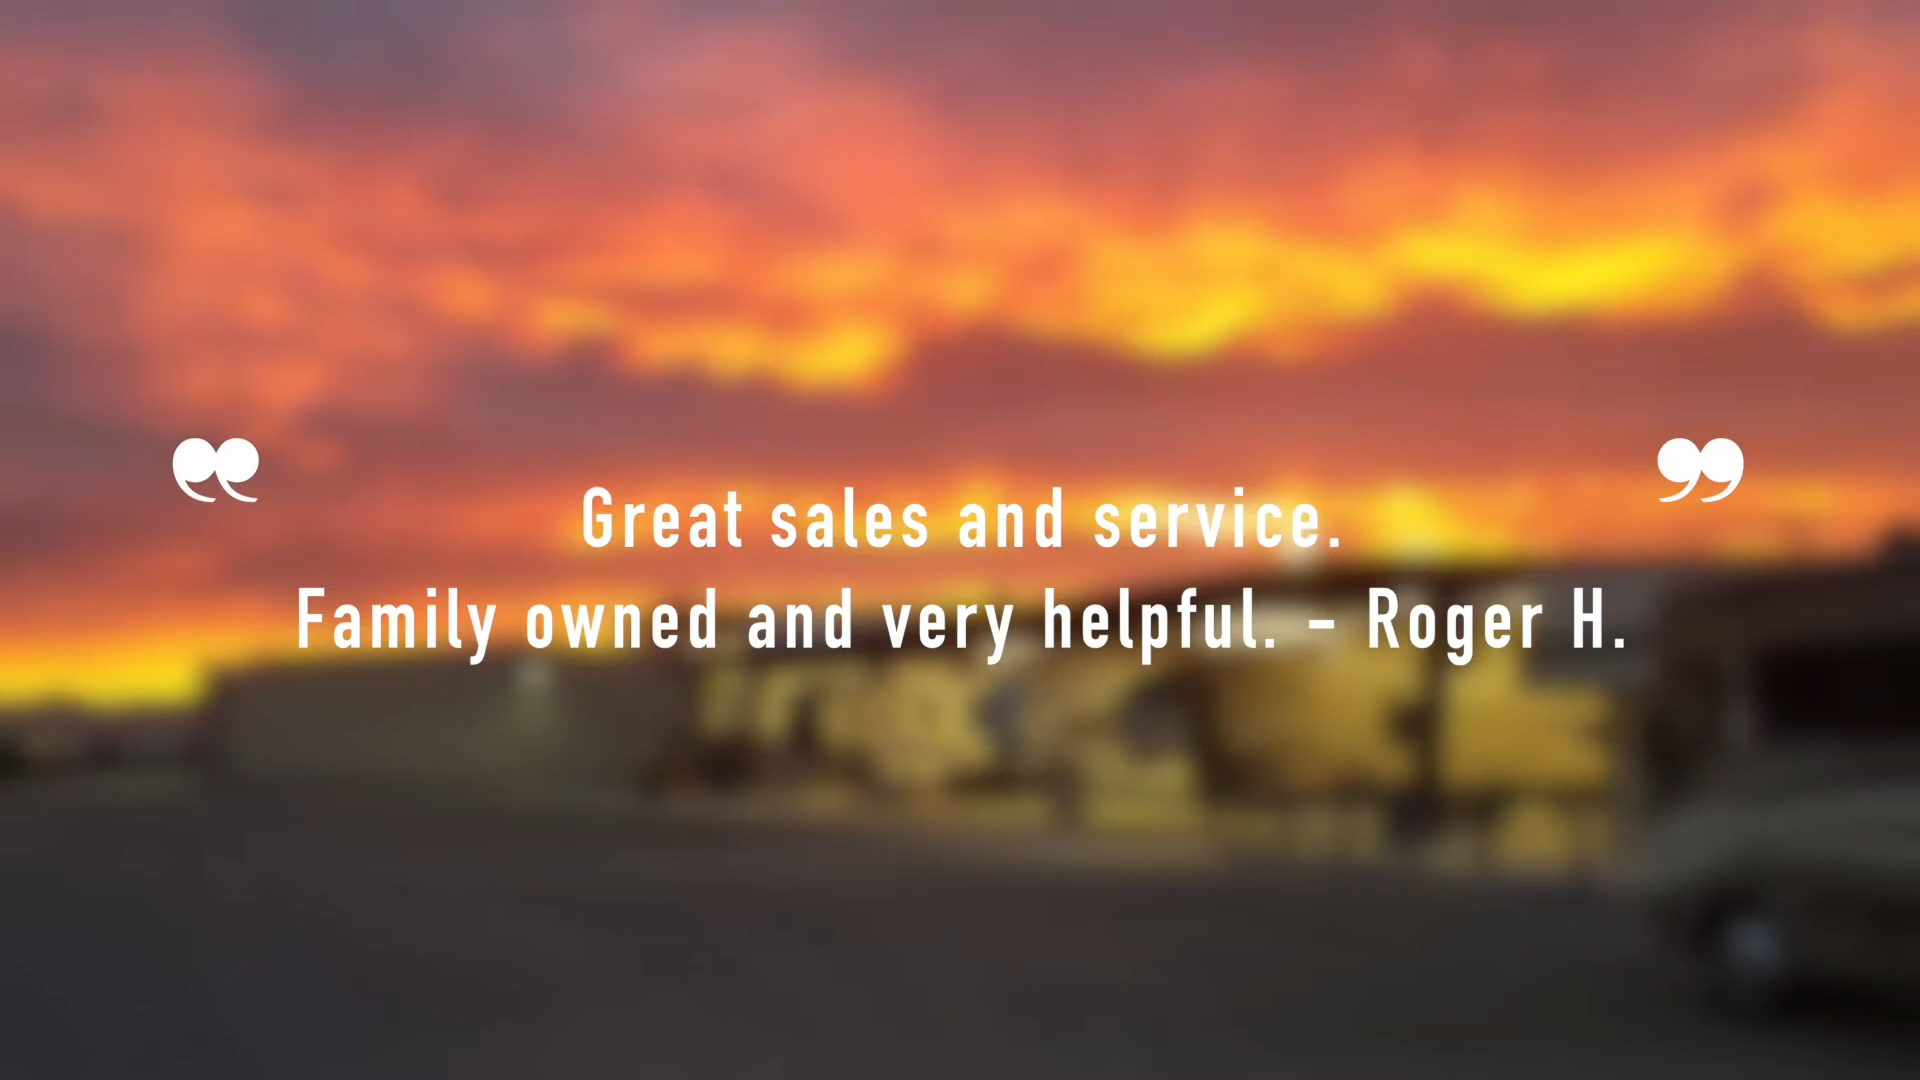 ❝ ❞
Great sales and service.
Family owned and very helpful. - Roger H.